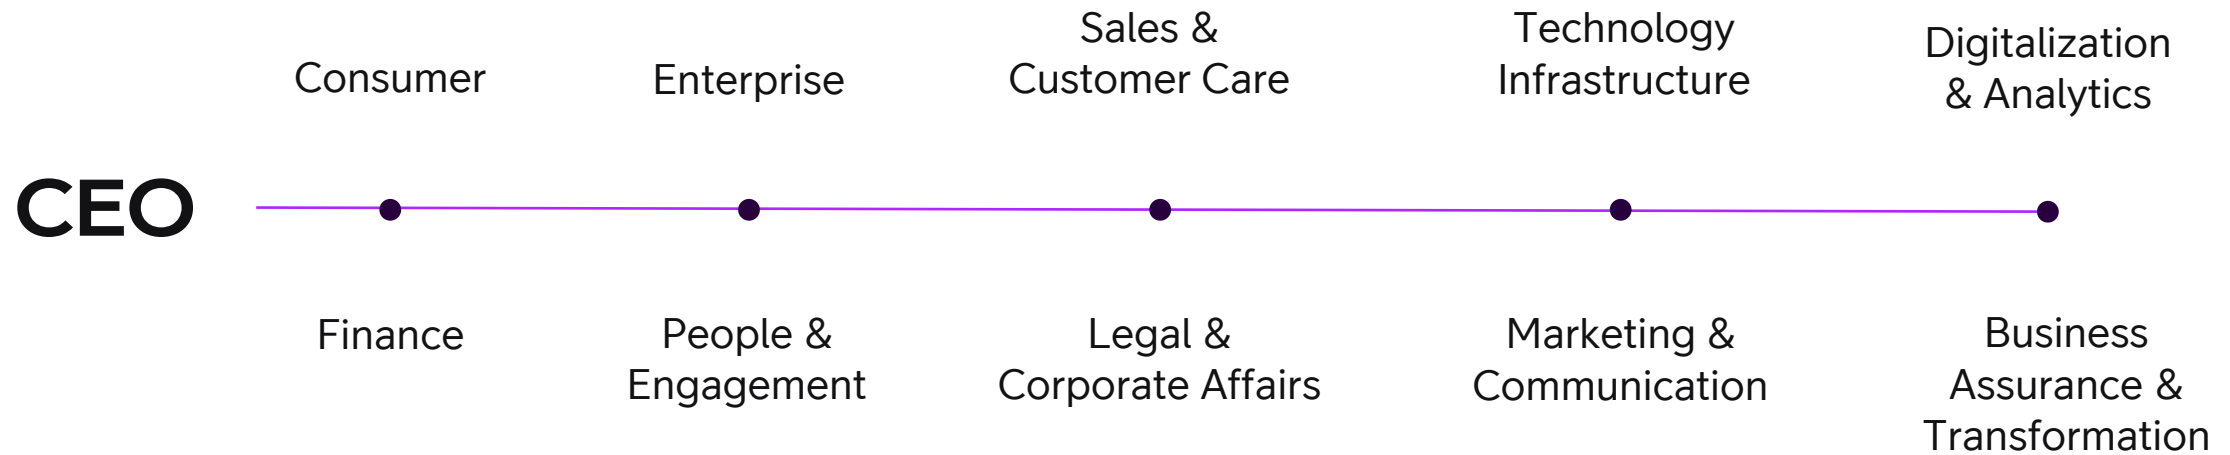 Consumer
Enterprise
Sales &
Customer Care
Technology
Infrastructure
Digitalization
& Analytics
CEO
Finance
People &
Engagement
Legal &
Corporate Affairs
Marketing &
Communication
Business
Assurance &
Transformation